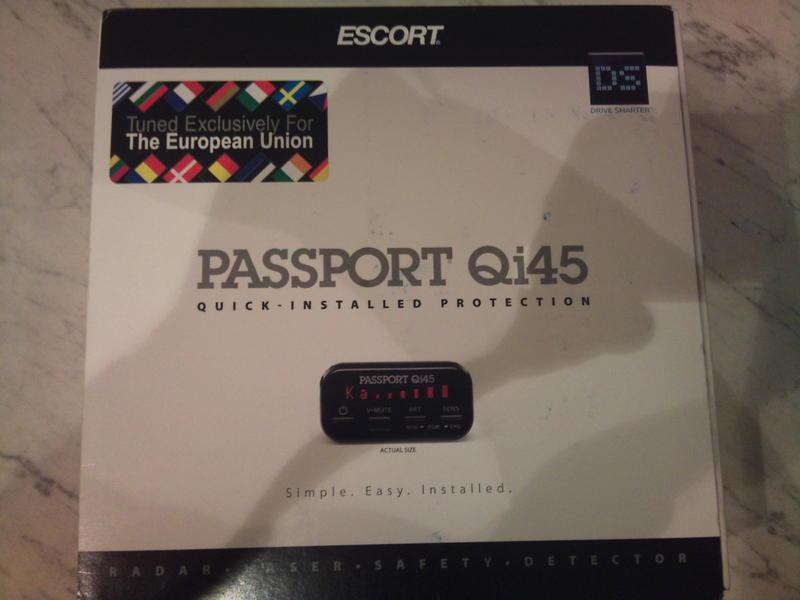 ESCORT
DS
DRIVE SMARTER
Tuned Exclusively For
The European Union
PASSPORT Qi45
QUICK-INSTALLED PROTECTION
PASSPORT Qi45
Ka
V-MUTE BRT SENS
ACTUAL SIZE
Simple. Easy. Installed.
RADAR • LASER • SAFETY • DETECTOR